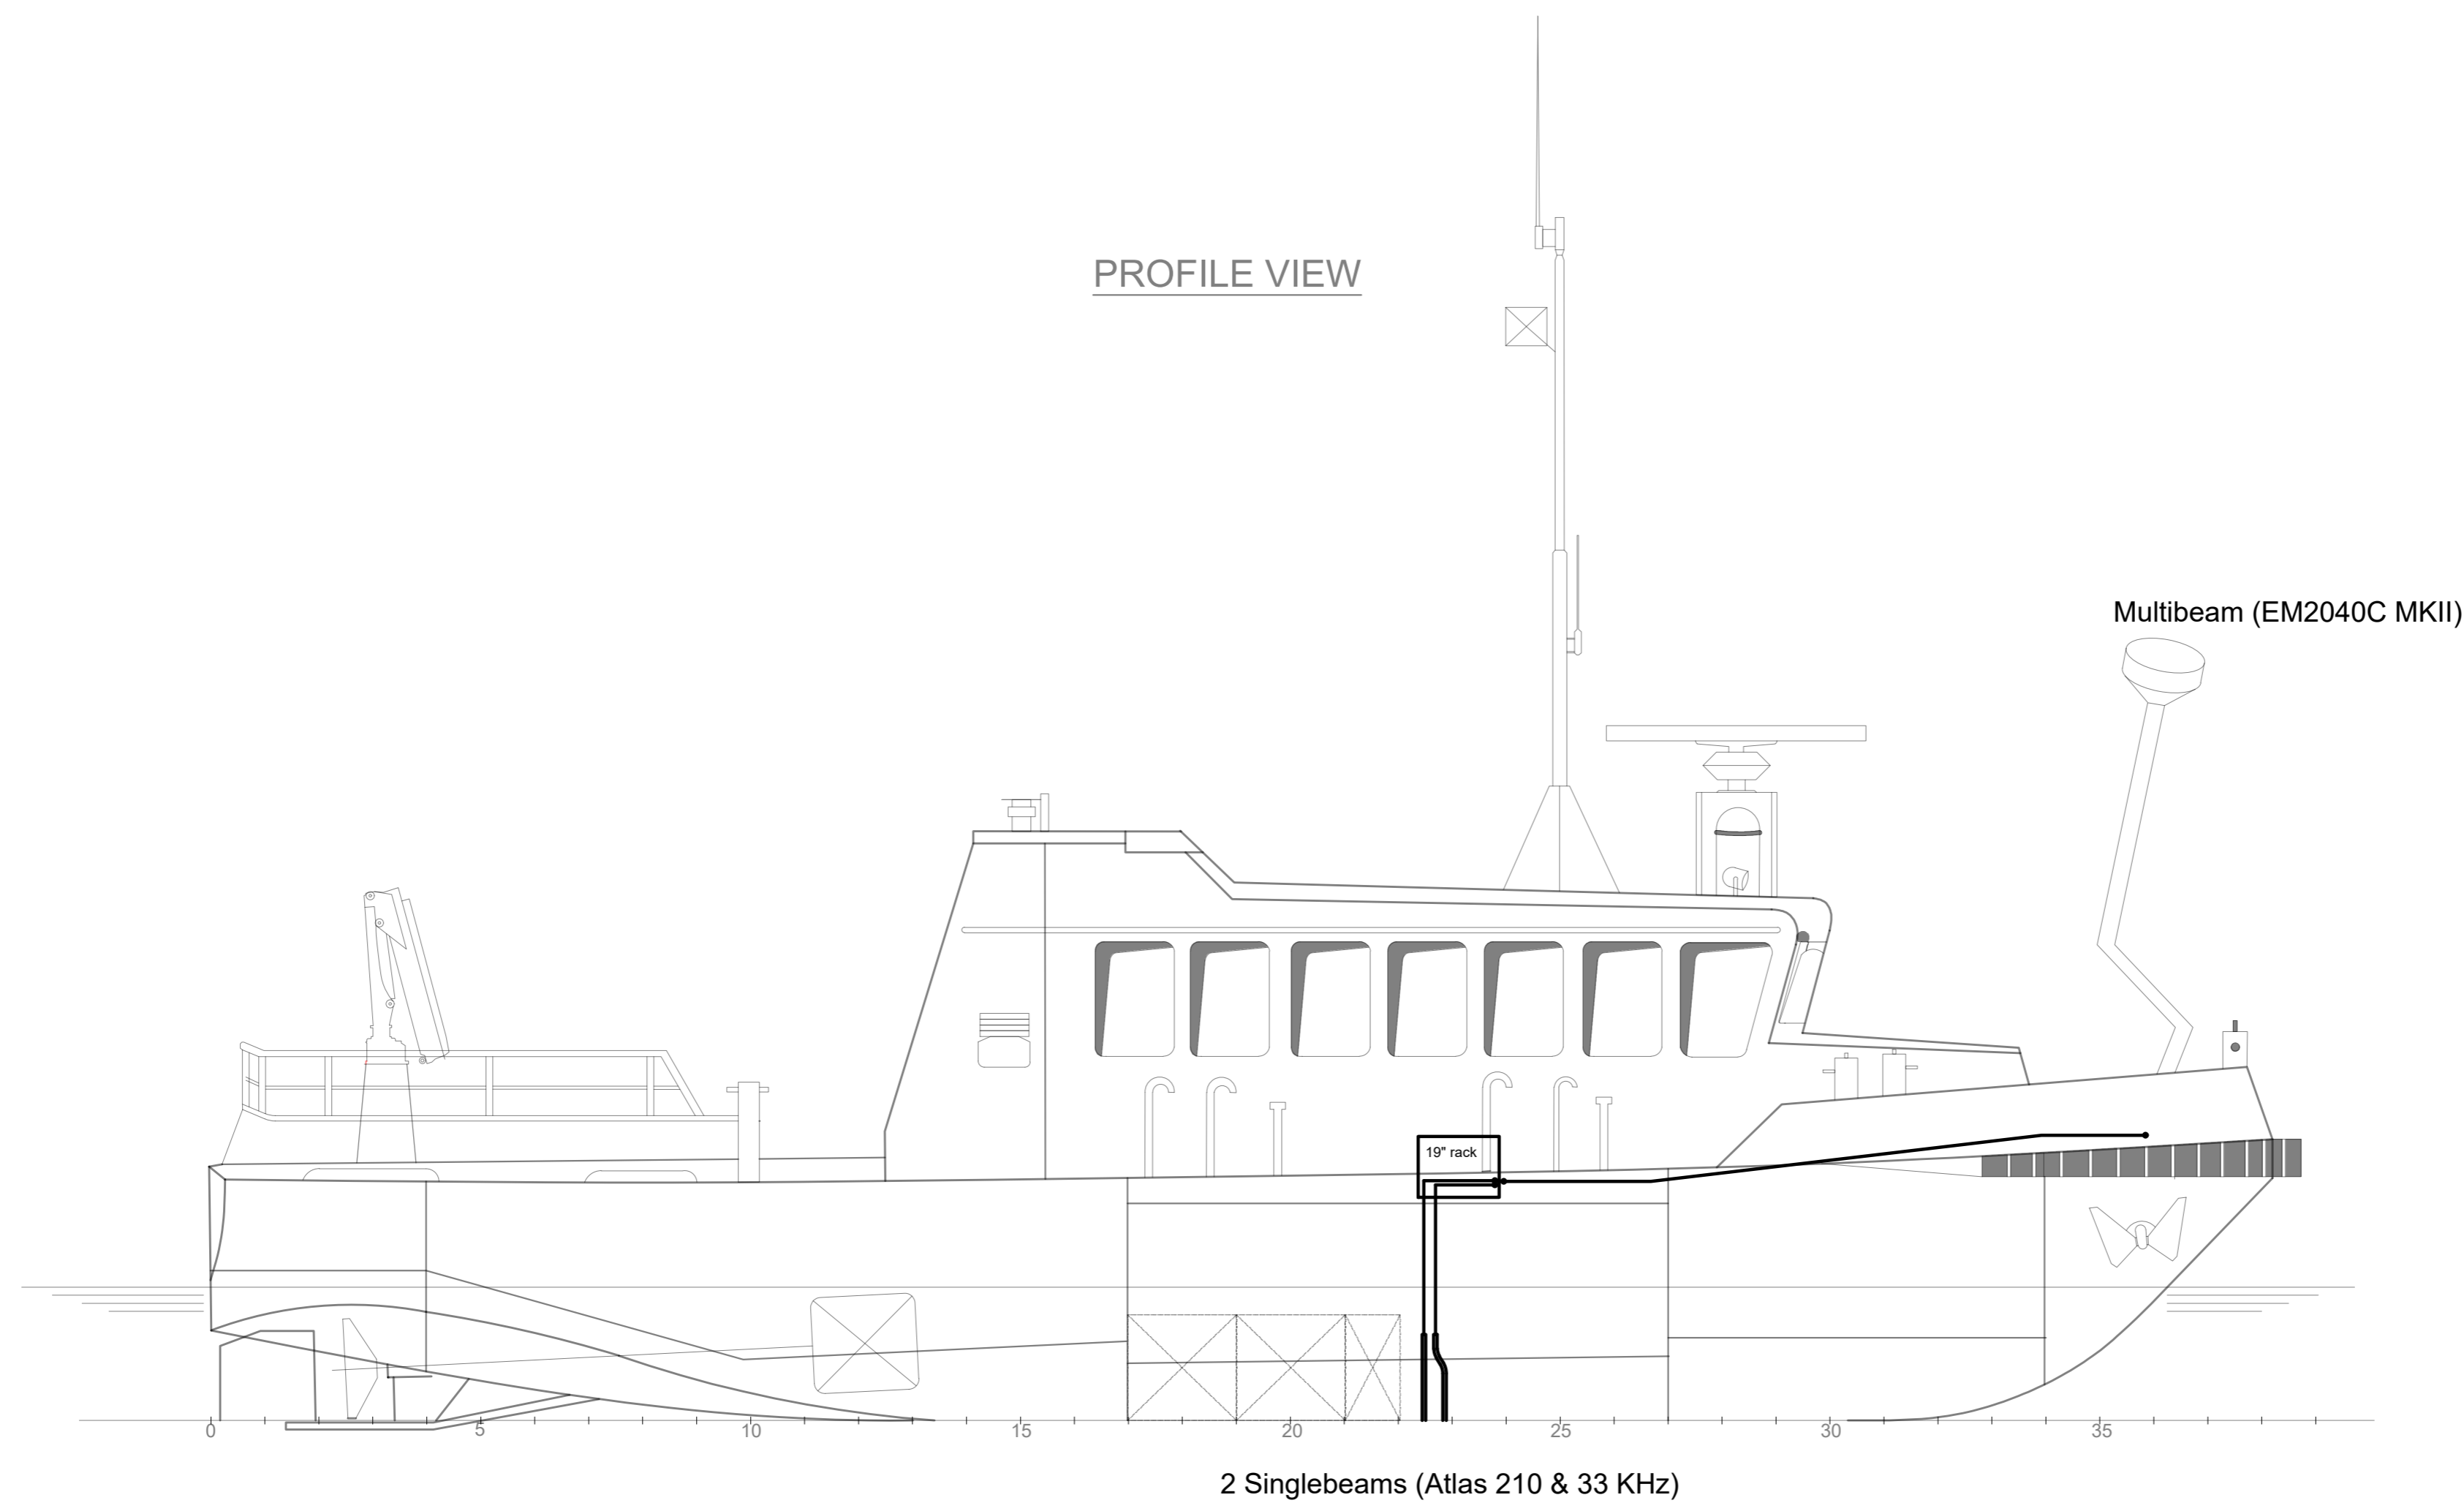 PROFILE VIEW
Multibeam (EM2040C MKII)
19" rack
0 5 10 15 20 25 30 35
2 Singlebeams (Atlas 210 & 33 KHz)